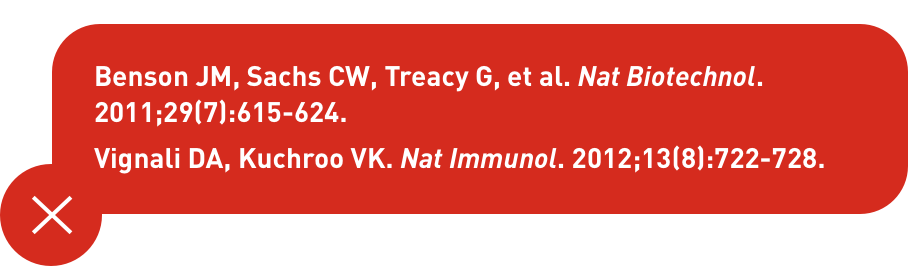 Benson JM, Sachs CW, Treacy G, et al. Nat Biotechnol.
2011;29(7):615-624.
Vignali DA, Kuchroo VK. Nat Immunol. 2012;13(8):722-728.